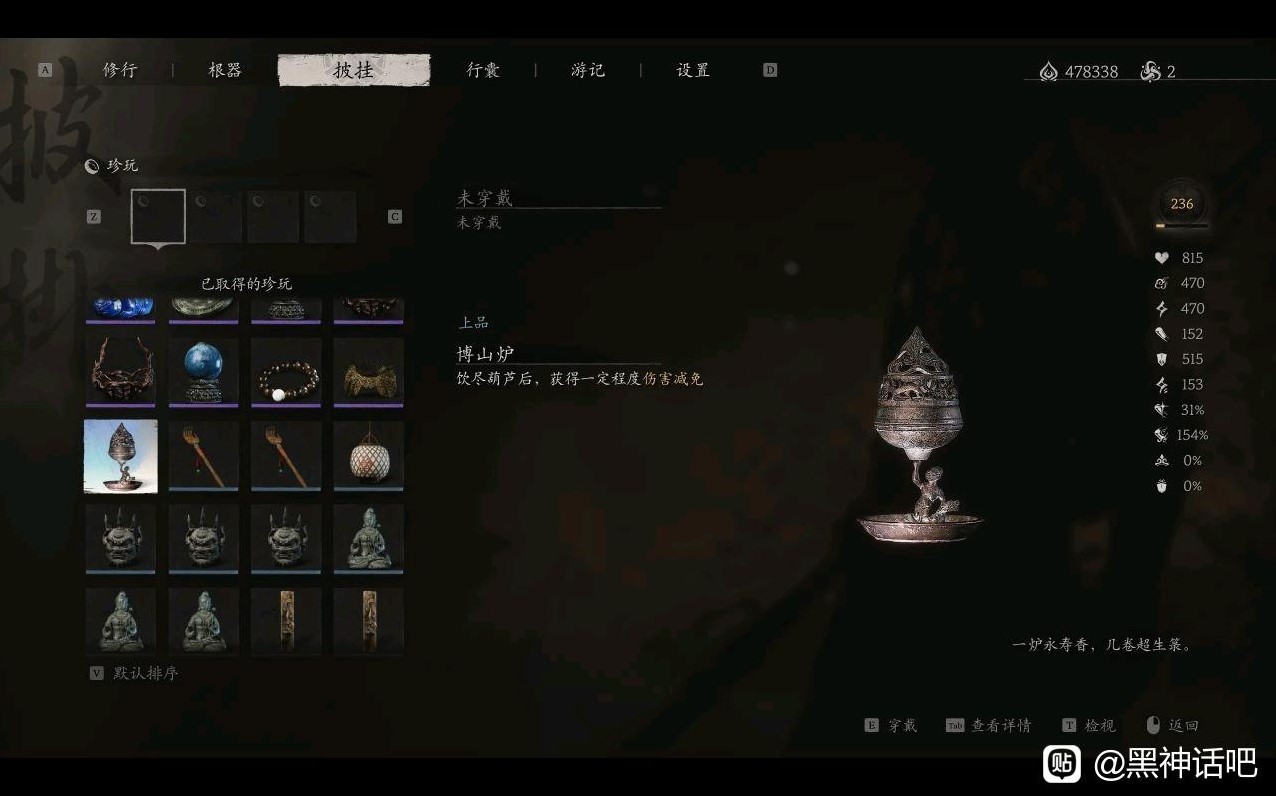 A 修行 | 根器 披挂 行囊 | 游记 | 设置 D
478338 2
披挂
珍玩
Z C
未穿戴
未穿戴
236
815
470
470
152
515
153
31%
154%
0%
0%
已取得的珍玩
上品
博山炉
饮尽葫芦后，获得一定程度伤害减免
一炉永寿香，几卷超生箓。
V 默认排序
E 穿戴 Tab 查看详情 T 检视 返回
贴 @黑神话吧